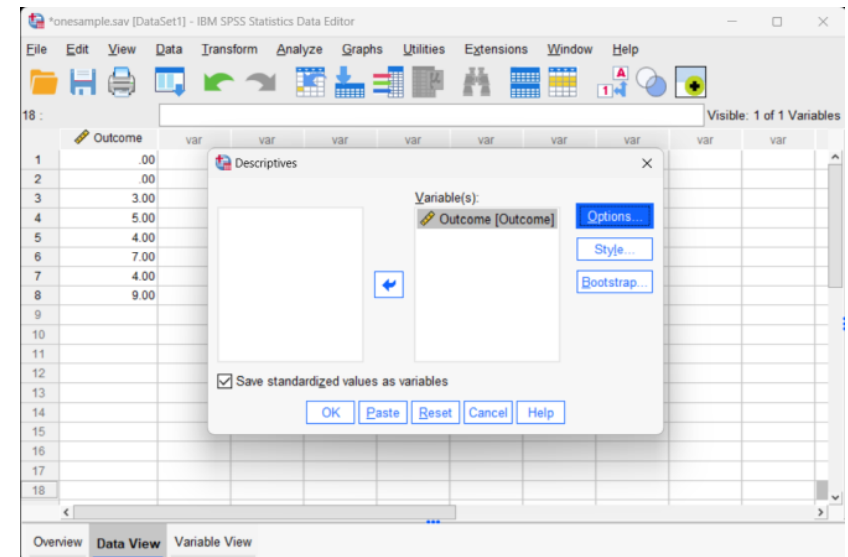 *onesample.sav [DataSet1] - IBM SPSS Statistics Data Editor
File Edit View Data Transform Analyze Graphs Utilities Extensions Window Help
18 : Visible: 1 of 1 Variables
Outcome var var var var var var var var var
1 .00
2 .00
3 3.00
4 5.00
5 4.00
6 7.00
7 4.00
8 9.00
9
10
11
12
13
14
15
16
17
18
Descriptives
Variable(s):
Outcome [Outcome]
Options...
Style...
Bootstrap...
Save standardized values as variables
OK Paste Reset Cancel Help
Overview Data View Variable View